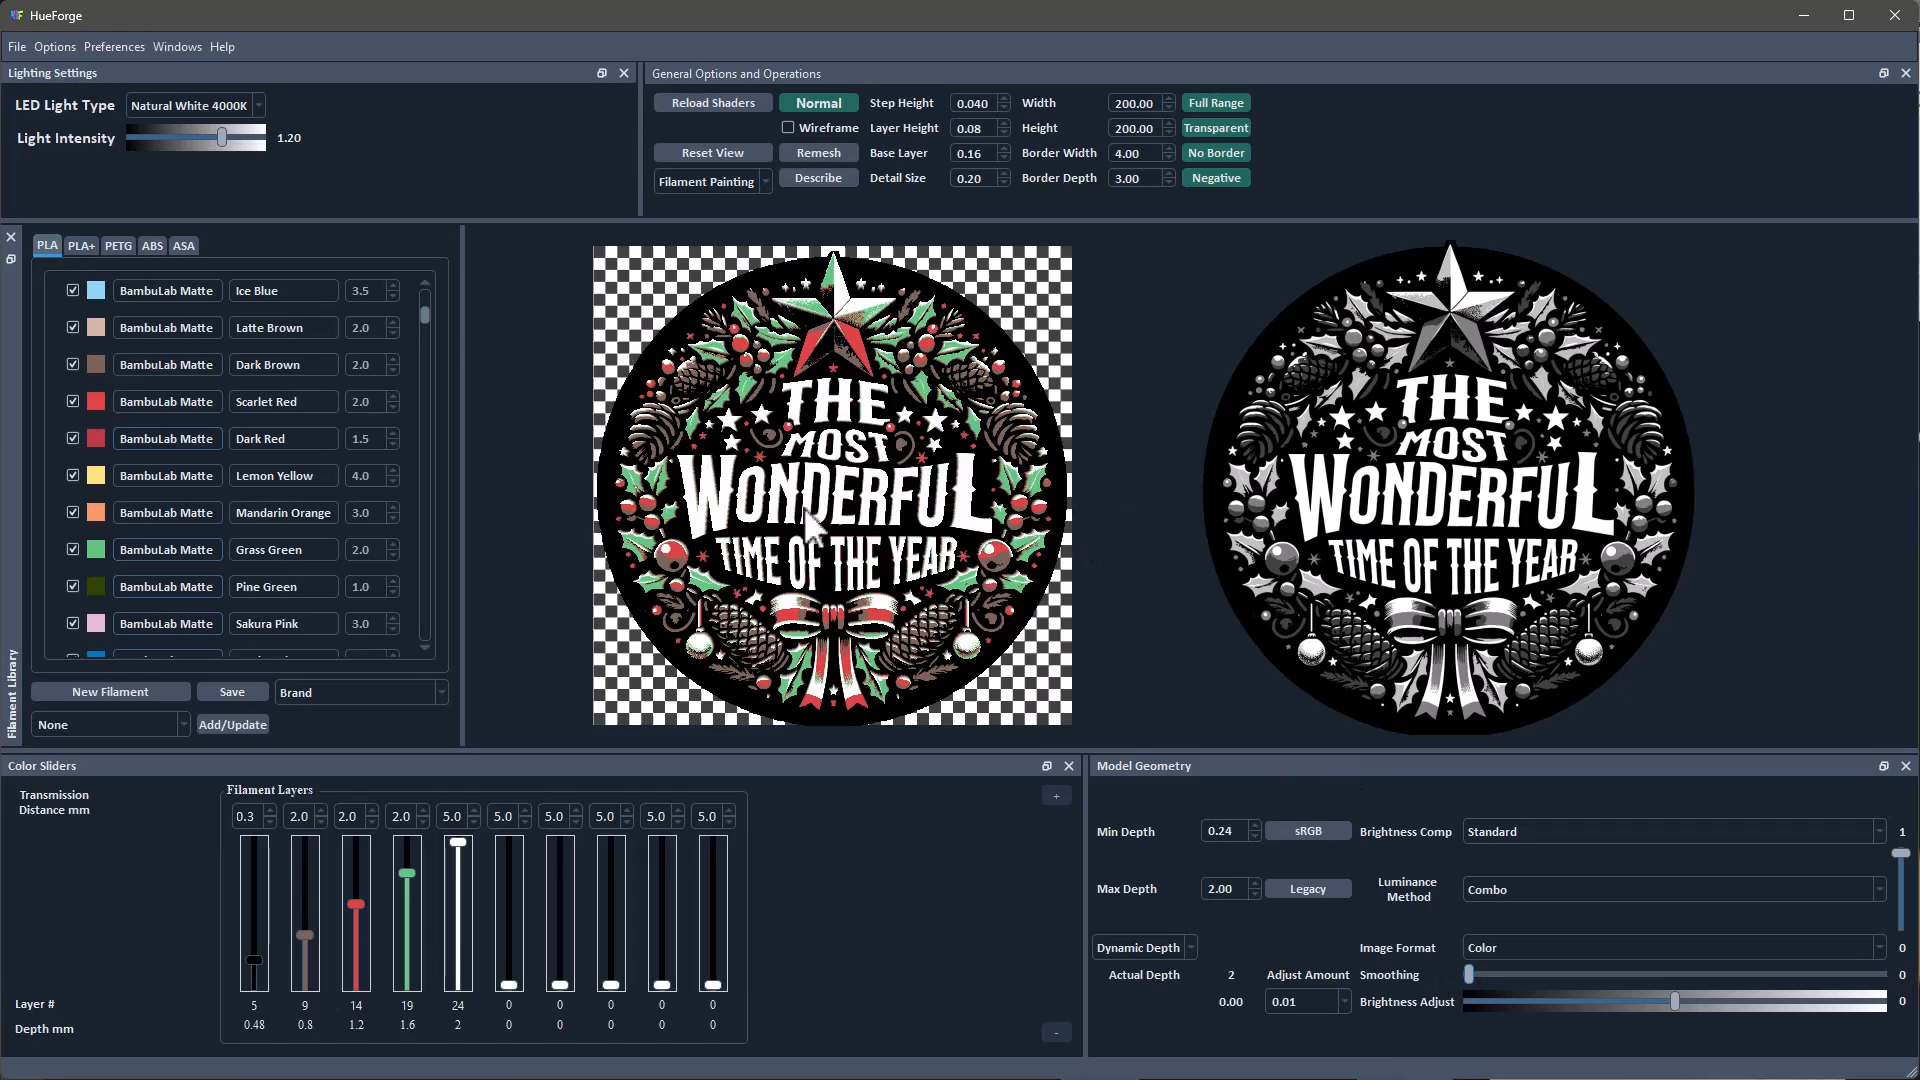 HueForge
File Options Preferences Windows Help
Lighting Settings
LED Light Type Natural White 4000K
Light Intensity 1.20
General Options and Operations
Reload Shaders Normal Step Height 0.040 Width 200.00 Full Range
Wireframe Layer Height 0.08 Height 200.00 Transparent
Reset View Remesh Base Layer 0.16 Border Width 4.00 No Border
Filament Painting Describe Detail Size 0.20 Border Depth 3.00 Negative
Filament Library
PLA PLA+ PETG ABS ASA
BambuLab Matte Ice Blue 3.5
BambuLab Matte Latte Brown 2.0
BambuLab Matte Dark Brown 2.0
BambuLab Matte Scarlet Red 2.0
BambuLab Matte Dark Red 1.5
BambuLab Matte Lemon Yellow 4.0
BambuLab Matte Mandarin Orange 3.0
BambuLab Matte Grass Green 2.0
BambuLab Matte Pine Green 1.0
BambuLab Matte Sakura Pink 3.0
New Filament Save Brand
None Add/Update
THE
MOST
WONDERFUL
TIME OF THE YEAR
THE
MOST
WONDERFUL
TIME OF THE YEAR
Color Sliders
Transmission
Distance mm
Filament Layers
0.3 2.0 2.0 2.0 5.0 5.0 5.0 5.0 5.0 5.0
+
Layer # 5 9 14 19 24 0 0 0 0 0
Depth mm 0.48 0.8 1.2 1.6 2 0 0 0 0 0
-
Model Geometry
Min Depth 0.24 sRGB Brightness Comp Standard 1
Max Depth 2.00 Legacy Luminance
Method Combo
Dynamic Depth Image Format Color 0
Actual Depth 2 Adjust Amount Smoothing 0
0.00 0.01 Brightness Adjust 0